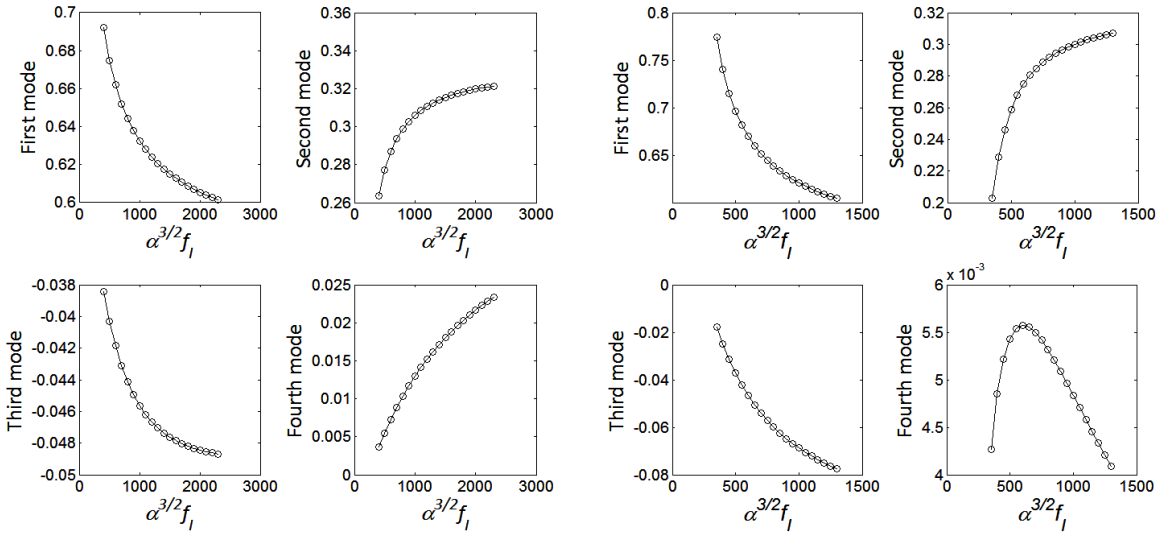 0.7
0.68
0.66
0.64
0.62
0.6
0 1000 2000 3000
First mode
α^3/2 f_I
0.36
0.34
0.32
0.3
0.28
0.26
0 1000 2000 3000
Second mode
α^3/2 f_I
0.8
0.75
0.7
0.65
0 500 1000 1500
First mode
α^3/2 f_I
0.32
0.3
0.28
0.26
0.24
0.22
0.2
0 500 1000 1500
Second mode
α^3/2 f_I
-0.038
-0.04
-0.042
-0.044
-0.046
-0.048
-0.05
0 1000 2000 3000
Third mode
α^3/2 f_I
0.025
0.02
0.015
0.01
0.005
0
0 1000 2000 3000
Fourth mode
α^3/2 f_I
0
-0.02
-0.04
-0.06
-0.08
0 500 1000 1500
Third mode
α^3/2 f_I
x 10^-3
6
5.5
5
4.5
4
0 500 1000 1500
Fourth mode
α^3/2 f_I